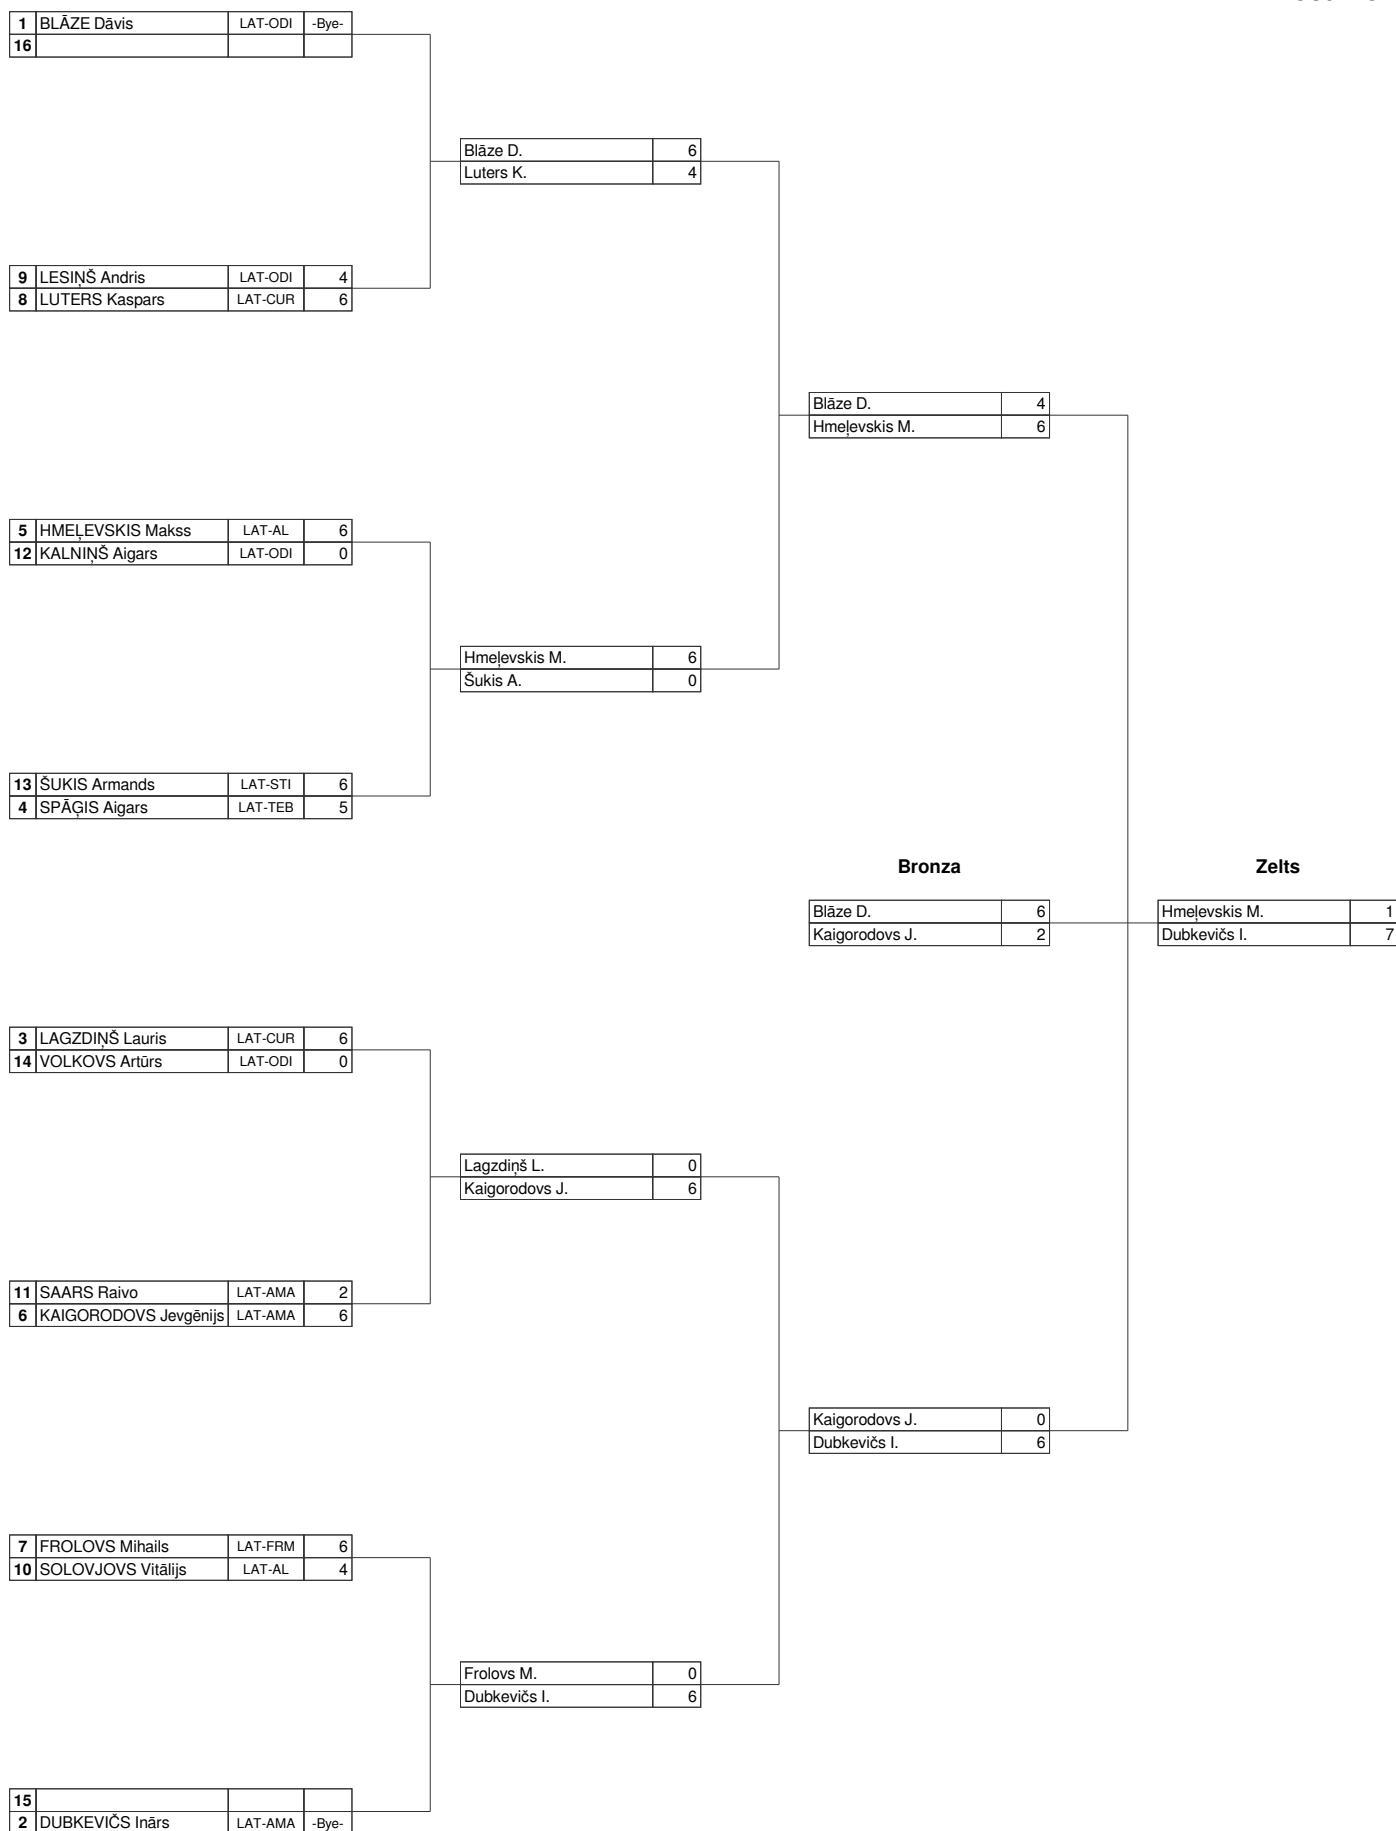 1 BLĀZE Dāvis LAT-ODI -Bye-
16
Blāze D. 6
Luters K. 4
9 LESIŅŠ Andris LAT-ODI 4
8 LUTERS Kaspars LAT-CUR 6
Blāze D. 4
Hmeļevskis M. 6
5 HMEĻEVSKIS Makss LAT-AL 6
12 KALNIŅŠ Aigars LAT-ODI 0
Hmeļevskis M. 6
Šukis A. 0
13 ŠUKIS Armands LAT-STI 6
4 SPĀĢIS Aigars LAT-TEB 5
Bronza Zelts
Blāze D. 6 Hmeļevskis M. 1
Kaigorodovs J. 2 Dubkevičs I. 7
3 LAGZDIŅŠ Lauris LAT-CUR 6
14 VOLKOVS Artūrs LAT-ODI 0
Lagzdiņš L. 0
Kaigorodovs J. 6
11 SAARS Raivo LAT-AMA 2
6 KAIGORODOVS Jevgēnijs LAT-AMA 6
Kaigorodovs J. 0
Dubkevičs I. 6
7 FROLOVS Mihails LAT-FRM 6
10 SOLOVJOVS Vitālijs LAT-AL 4
Frolovs M. 0
Dubkevičs I. 6
15
2 DUBKEVIČS Inārs LAT-AMA -Bye-